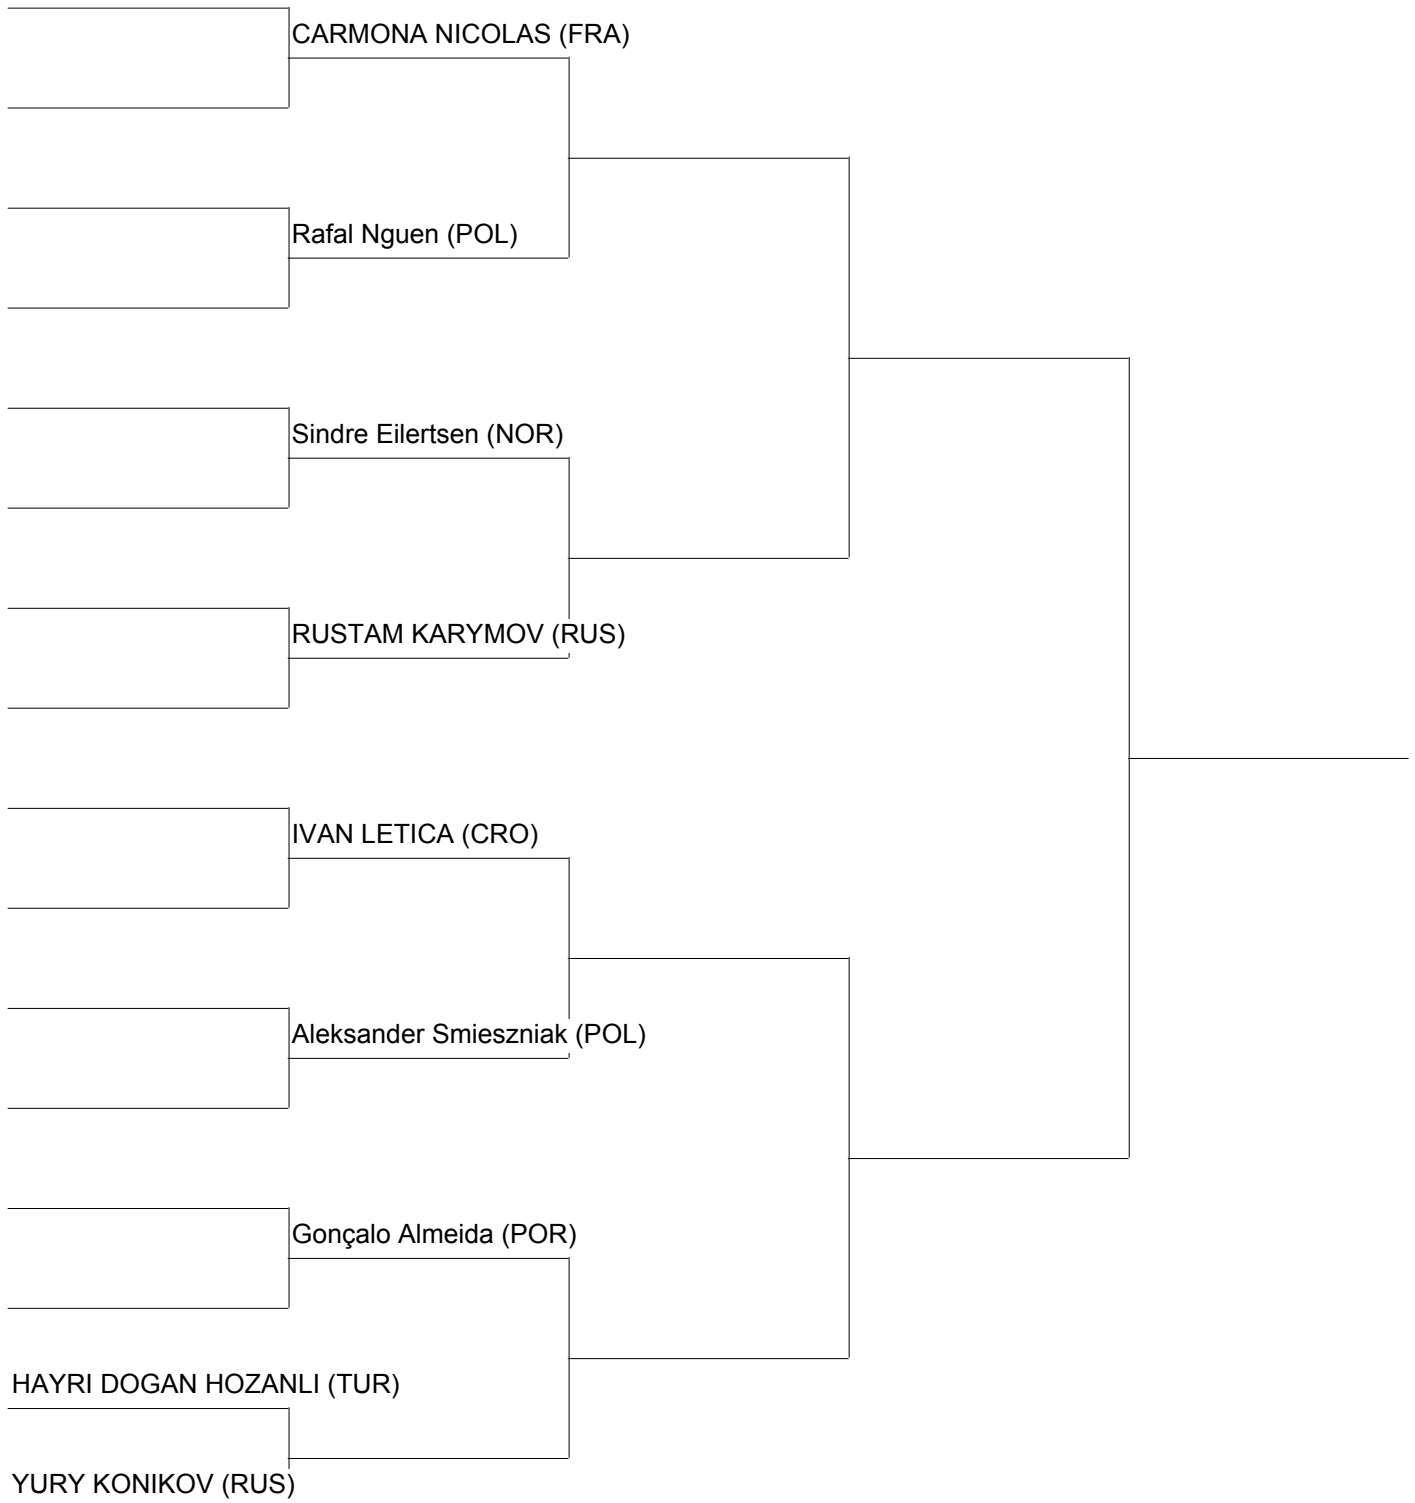 CARMONA NICOLAS (FRA)
Rafal Nguen (POL)
Sindre Eilertsen (NOR)
RUSTAM KARYMOV (RUS)
IVAN LETICA (CRO)
Aleksander Smieszniak (POL)
Gonçalo Almeida (POR)
HAYRI DOGAN HOZANLI (TUR)
YURY KONIKOV (RUS)